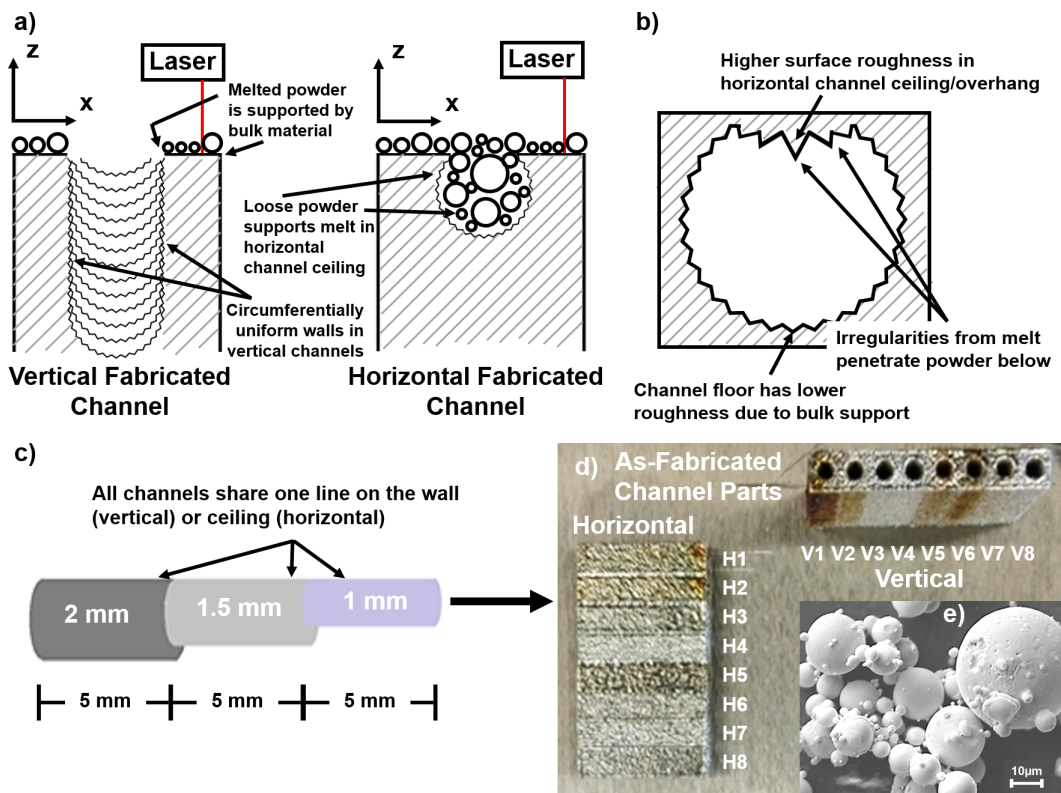 a)
z
x
Laser
Melted powder
is supported by
bulk material
z
x
Laser
Loose powder
supports melt in
horizontal
channel ceiling
Circumferentially
uniform walls in
vertical channels
Vertical Fabricated
Channel
Horizontal Fabricated
Channel
b)
Higher surface roughness in
horizontal channel ceiling/overhang
Irregularities from melt
penetrate powder below
Channel floor has lower
roughness due to bulk support
c)
All channels share one line on the wall
(vertical) or ceiling (horizontal)
2 mm
1.5 mm
1 mm
5 mm
5 mm
5 mm
d)
As-Fabricated
Channel Parts
Horizontal
H1
H2
H3
H4
H5
H6
H7
H8
V1 V2 V3 V4 V5 V6 V7 V8
Vertical
e)
10µm